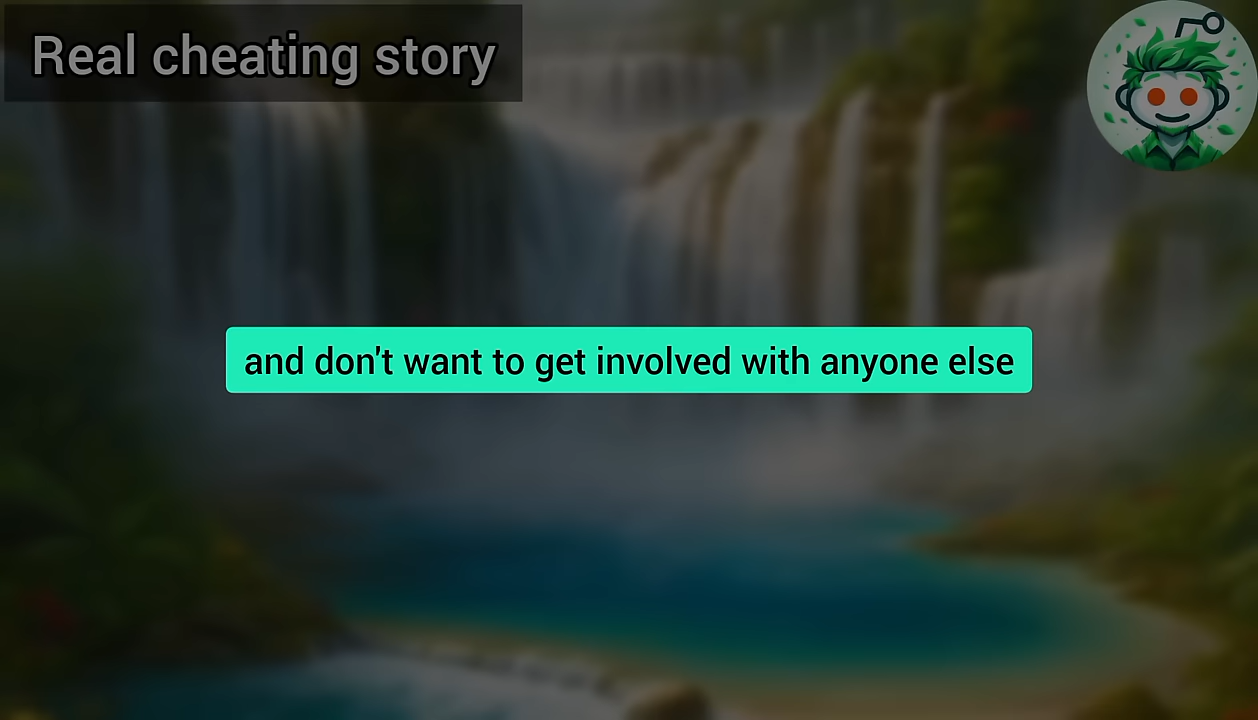 Real cheating story
and don't want to get involved with anyone else